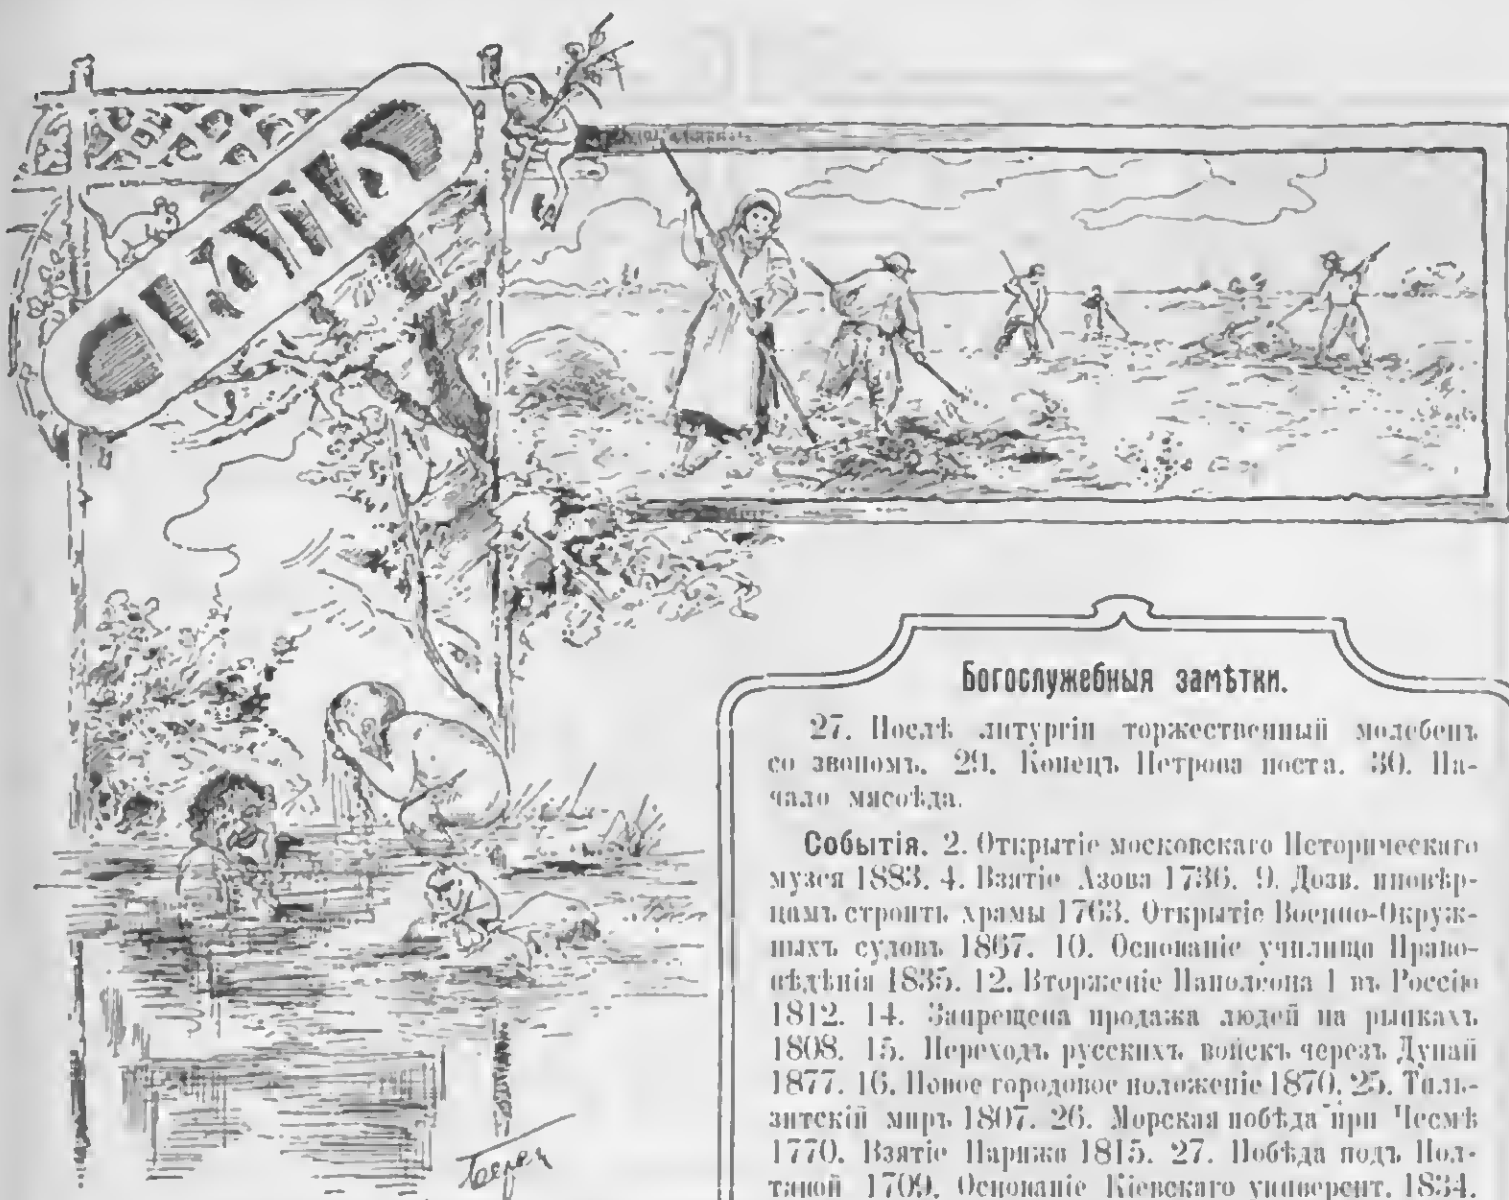 ІЮНЬ
Богослужебныя замѣтки.
27. Послѣ литургіи торжественный молебенъ
со звономъ. 29. Конецъ Петрова поста. 30. На-
чало мясоѣда.
Событія. 2. Открытіе московскаго Историческаго
музея 1883. 4. Взятіе Азова 1736. 9. Дозв. иновѣр-
цамъ строить храмы 1763. Открытіе Военно-Окруж-
ныхъ судовъ 1867. 10. Основаніе училища Право-
вѣдѣнія 1835. 12. Вторженіе Наполеона I въ Россію
1812. 14. Запрещена продажа людей на рынкахъ
1808. 15. Переходъ русскихъ войскъ черезъ Дунай
1877. 16. Новое городовое положеніе 1870. 25. Тиль-
зитскій миръ 1807. 26. Морская побѣда при Чесмѣ
1770. Взятіе Парижа 1815. 27. Побѣда подъ Пол-
тавой 1709. Основаніе Кіевскаго университ. 1834.